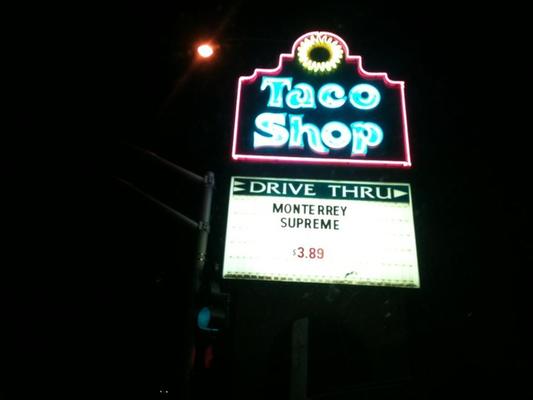 Taco
Shop
DRIVE THRU
MONTERREY
SUPREME
$3.89